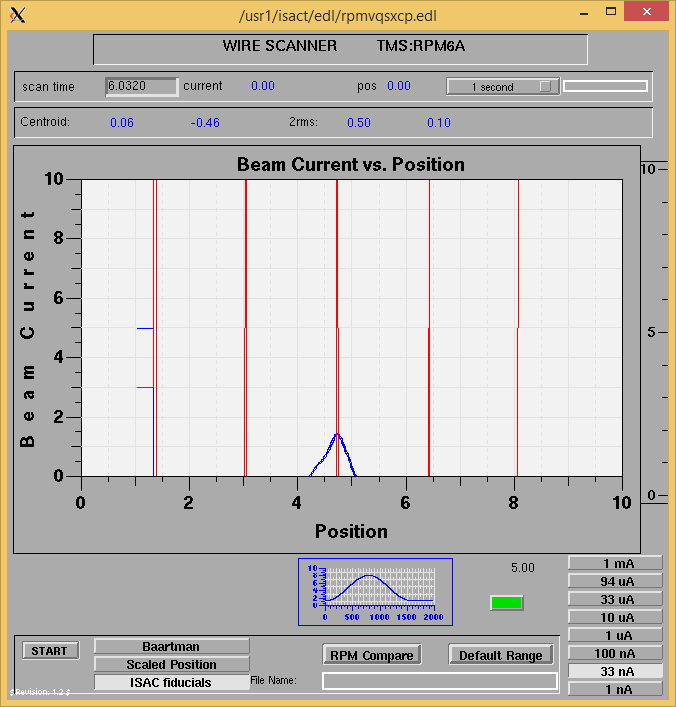 /usr1/isact/edl/rpmvqsxcp.edl
WIRE SCANNER TMS:RPM6A
scan time 6.0320 current 0.00 pos 0.00 1 second
Centroid: 0.06 -0.46 2rms: 0.50 0.10
Beam Current vs. Position
10
8
6
4
2
0
Beam Current
0 2 4 6 8 10
Position
10
5
0
10
8
6
4
2
0
0 500 1000 1500 2000
5.00
1 mA
94 uA
33 uA
10 uA
1 uA
100 nA
33 nA
1 nA
START
Baartman
Scaled Position
ISAC fiducials
RPM Compare
Default Range
File Name:
$Revision: 1.2 $